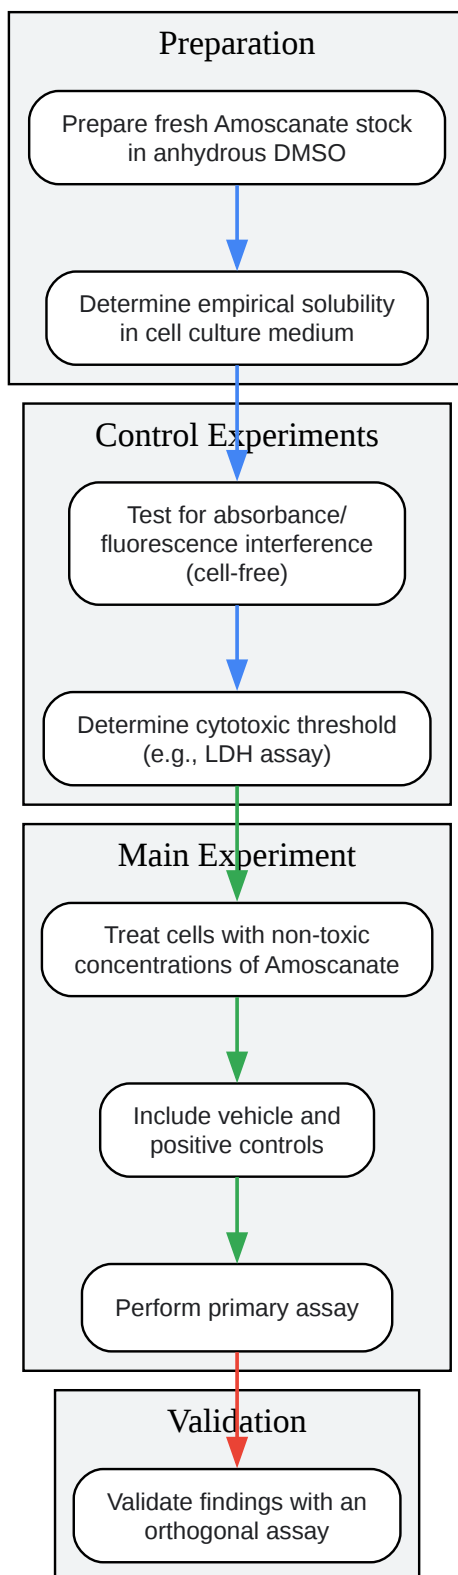 Preparation
Prepare fresh Amoscanate stock
in anhydrous DMSO
Determine empirical solubility
in cell culture medium
Control Experiments
Test for absorbance/
fluorescence interference
(cell-free)
Determine cytotoxic threshold
(e.g., LDH assay)
Main Experiment
Treat cells with non-toxic
concentrations of Amoscanate
Include vehicle and
positive controls
Perform primary assay
Validation
Validate findings with an
orthogonal assay